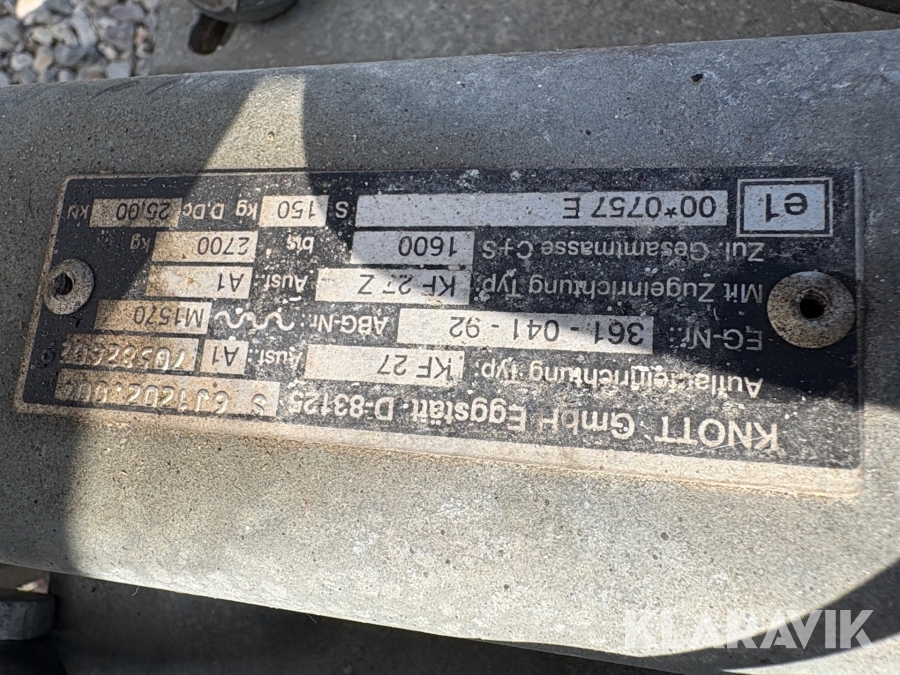 KNOTT GmbH Eggstätt D-83125 S
Auflaufeinrichtung Typ KF 27 Ausf. A1
EG-Nr.: 361 - 041 - 92 ABG-Nr.: M1570
Mit Zugeinrichtung Typ KF 27 Z Ausf.: A1
Zul. Gesamtmasse C+S 1600 bis 2700 kg
e1 00*0757 E S 150 kg D,Dc 25,00 kN
KLARAVIK